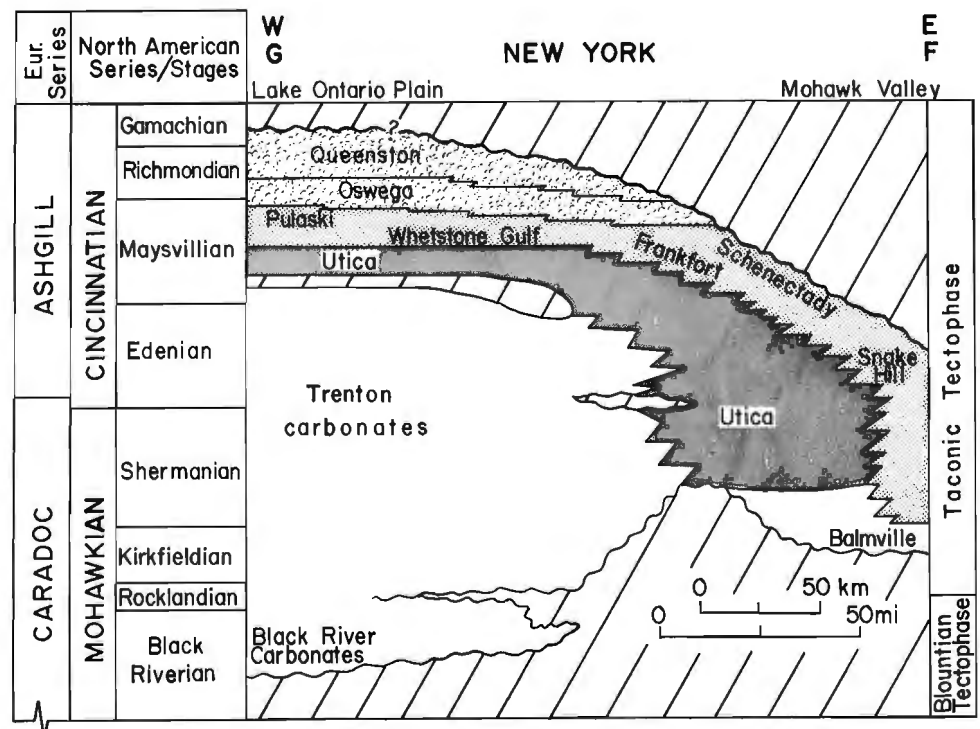 Eur. Series
North American
Series/Stages
W
G
NEW YORK
E
F
Lake Ontario Plain
Mohawk Valley
ASHGILL
CARADOC
CINCINNATIAN
MOHAWKIAN
Gamachian
Richmondian
Maysvillian
Edenian
Shermanian
Kirkfieldian
Rocklandian
Black
Riverian
?
Queenston
Oswega
Pulaski
Whetstone Gulf
Utica
Frankfort
Schenectady
Snake
Hill
Trenton
carbonates
Utica
Balmville
0 50 km
0 50mi
Black River
Carbonates
Taconic Tectophase
Blountian
Tectophase